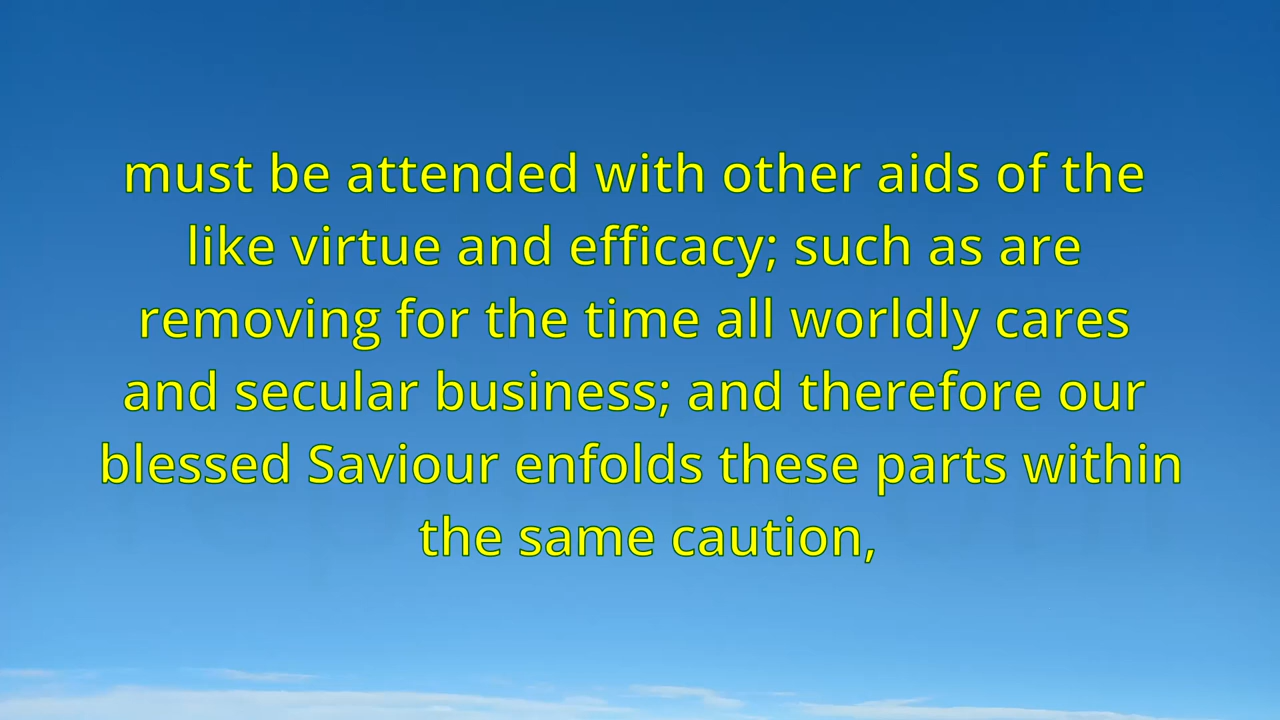 must be attended with other aids of the
like virtue and efficacy; such as are
removing for the time all worldly cares
and secular business; and therefore our
blessed Saviour enfolds these parts within
the same caution,